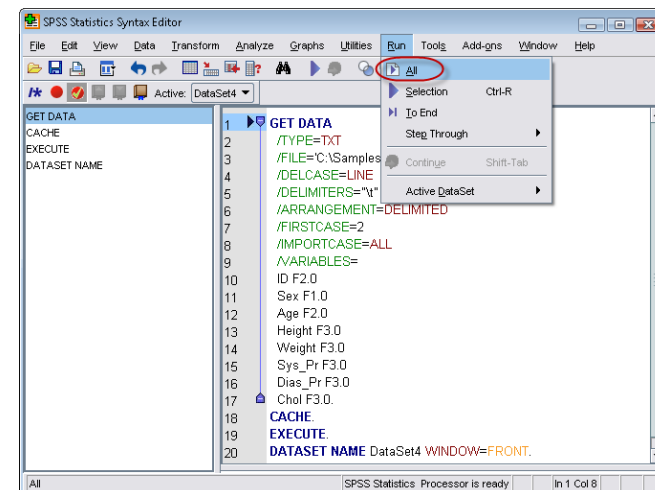 SPSS Statistics Syntax Editor
File Edit View Data Transform Analyze Graphs Utilities Run Tools Add-ons Window Help
Active: DataSet4
All
Selection Ctrl-R
To End
Step Through
Continue Shift-Tab
Active DataSet
GET DATA
CACHE
EXECUTE
DATASET NAME
1 GET DATA
2 /TYPE=TXT
3 /FILE='C:\Samples
4 /DELCASE=LINE
5 /DELIMITERS="\t"
6 /ARRANGEMENT=DELIMITED
7 /FIRSTCASE=2
8 /IMPORTCASE=ALL
9 /VARIABLES=
10 ID F2.0
11 Sex F1.0
12 Age F2.0
13 Height F3.0
14 Weight F3.0
15 Sys_Pr F3.0
16 Dias_Pr F3.0
17 Chol F3.0.
18 CACHE.
19 EXECUTE.
20 DATASET NAME DataSet4 WINDOW=FRONT.
All SPSS Statistics Processor is ready In 1 Col 8